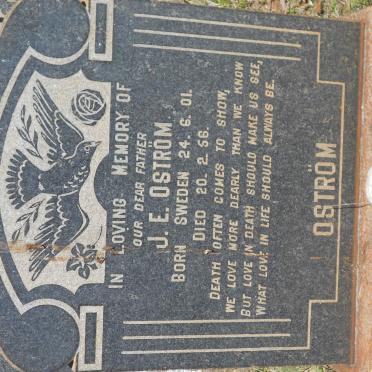 IN LOVING MEMORY OF
OUR DEAR FATHER
J. E. OSTRÖM
BORN SWEDEN 24. 6. 01.
DIED 20. 2. 56.
DEATH OFTEN COMES TO SHOW,
WE LOVE MORE DEARLY THAN WE KNOW
BUT LOVE IN DEATH SHOULD MAKE US SEE,
WHAT LOVE IN LIFE SHOULD ALWAYS BE.
OSTRÖM